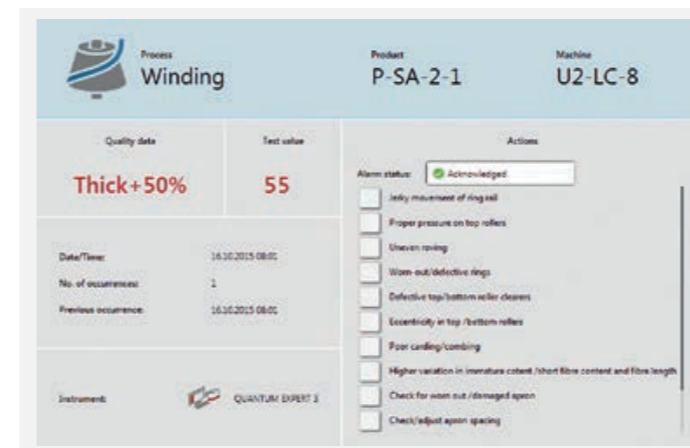 Process
Winding
Product
P-SA-2-1
Machine
U2-LC-8
Quality data
Thick+50%
Test value
55
Date/Time: 16.10.2015 08:01
No. of occurrences: 1
Previous occurrence: 16.10.2015 08:01
Instrument: QUANTUM EXPERT 3
Actions
Alarm status: Acknowledged
Jerky movement of ring rail
Proper pressure on top rollers
Uneven roving
Worn-out/defective rings
Defective top/bottom roller clearers
Eccentricity in top /bottom rollers
Poor carding/combing
Higher variation in immature cotent /short fibre content and fibre length
Check for worn out /damaged apron
Check/adjust apron spacing